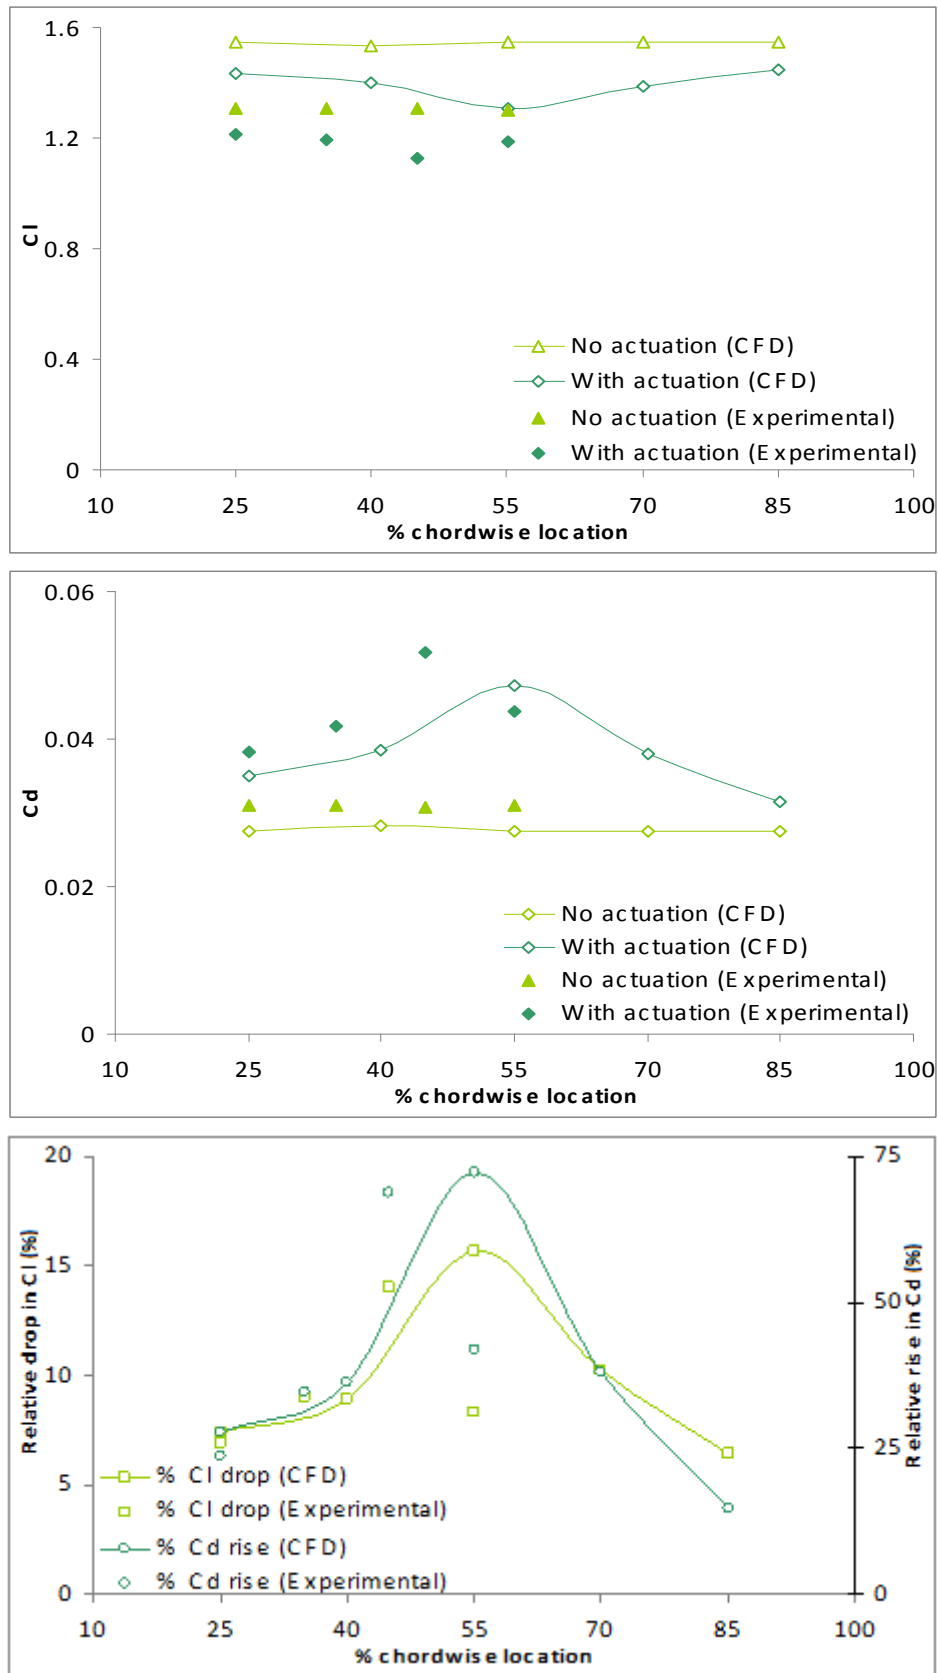 1.6
1.2
0.8
0.4
0
Cl
No actuation (CFD)
With actuation (CFD)
No actuation (Experimental)
With actuation (Experimental)
10 25 40 55 70 85 100
% chordwise location
0.06
0.04
0.02
0
Cd
No actuation (CFD)
With actuation (CFD)
No actuation (Experimental)
With actuation (Experimental)
10 25 40 55 70 85 100
% chordwise location
20
15
10
5
0
Relative drop in Cl (%)
75
50
25
0
Relative rise in Cd (%)
% Cl drop (CFD)
% Cl drop (Experimental)
% Cd rise (CFD)
% Cd rise (Experimental)
10 25 40 55 70 85 100
% chordwise location